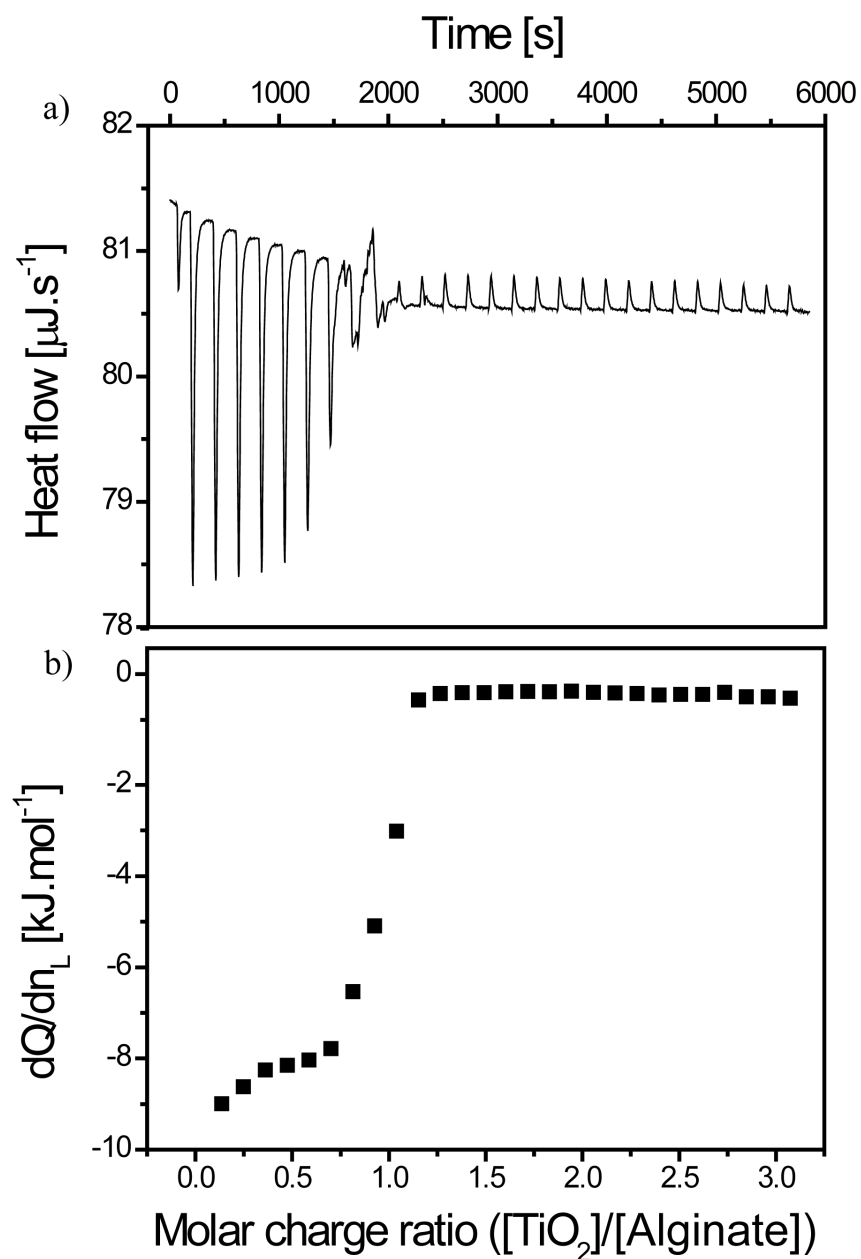 Time [s]
a)
0 1000 2000 3000 4000 5000 6000
82
81
80
79
78
Heat flow [µJ.s⁻¹]
b)
0
-2
-4
-6
-8
-10
dQ/dn_L [kJ.mol⁻¹]
0.0 0.5 1.0 1.5 2.0 2.5 3.0
Molar charge ratio ([TiO₂]/[Alginate])